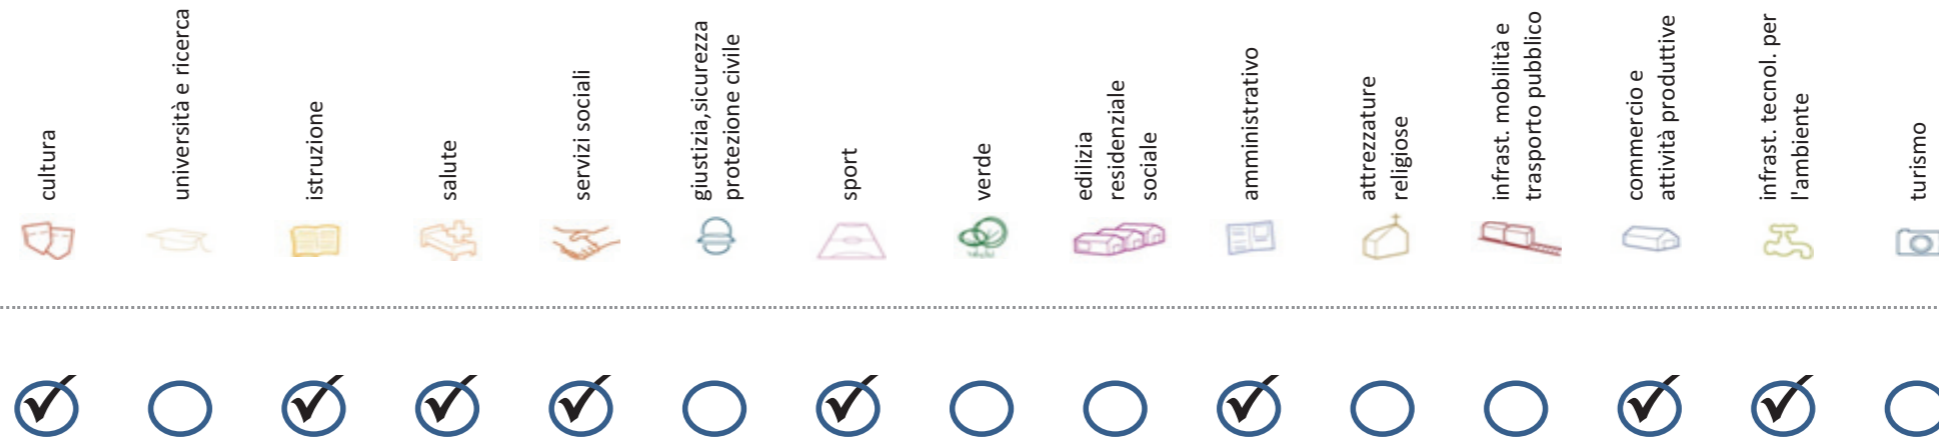 cultura
università e ricerca
istruzione
salute
servizi sociali
giustizia,sicurezza
protezione civile
sport
verde
edilizia
residenziale
sociale
amministrativo
attrezzature
religiose
infrast. mobilità e
trasporto pubblico
commercio e
attività produttive
infrast. tecnol. per
l'ambiente
turismo